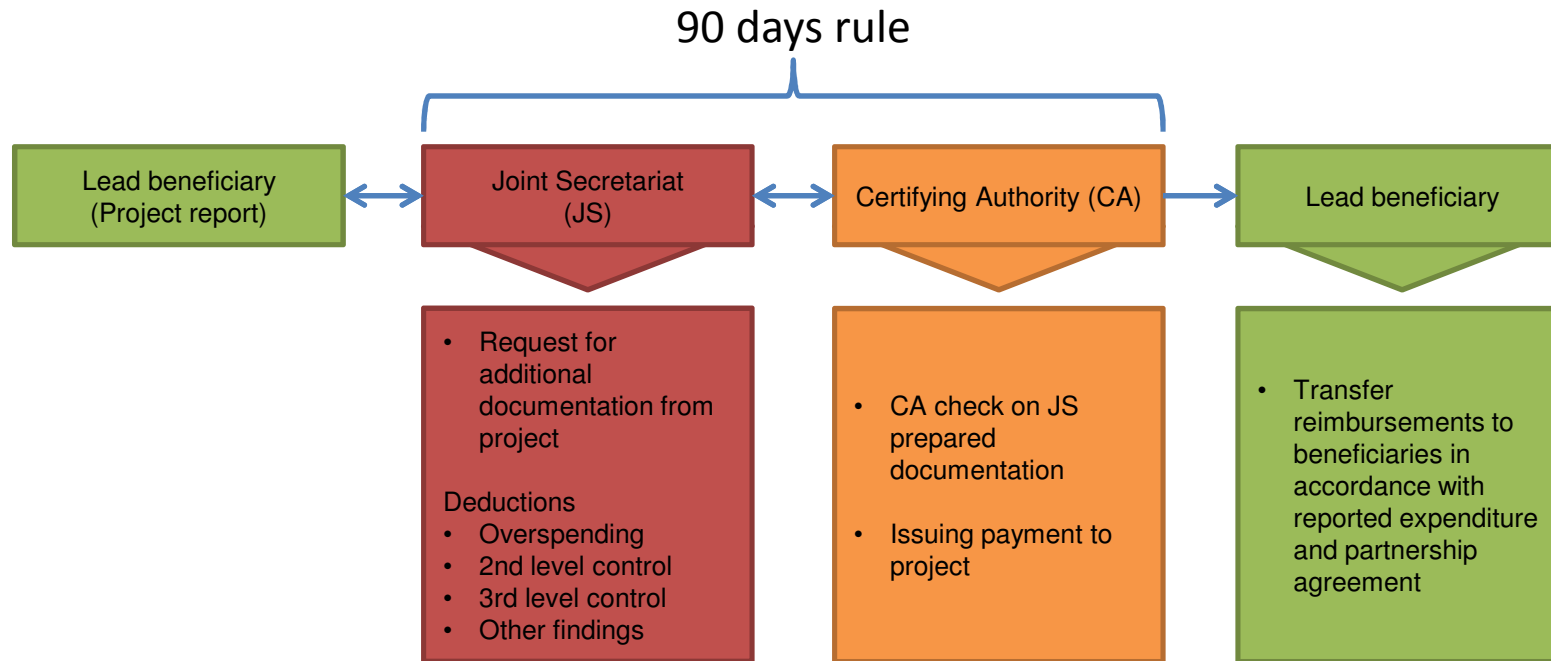 90 days rule
Lead beneficiary
(Project report)
Joint Secretariat
(JS)
Certifying Authority (CA)
Lead beneficiary
• Request for
additional
documentation from
project
Deductions
• Overspending
• 2nd level control
• 3rd level control
• Other findings
• CA check on JS
prepared
documentation
• Issuing payment to
project
• Transfer
reimbursements to
beneficiaries in
accordance with
reported expenditure
and partnership
agreement